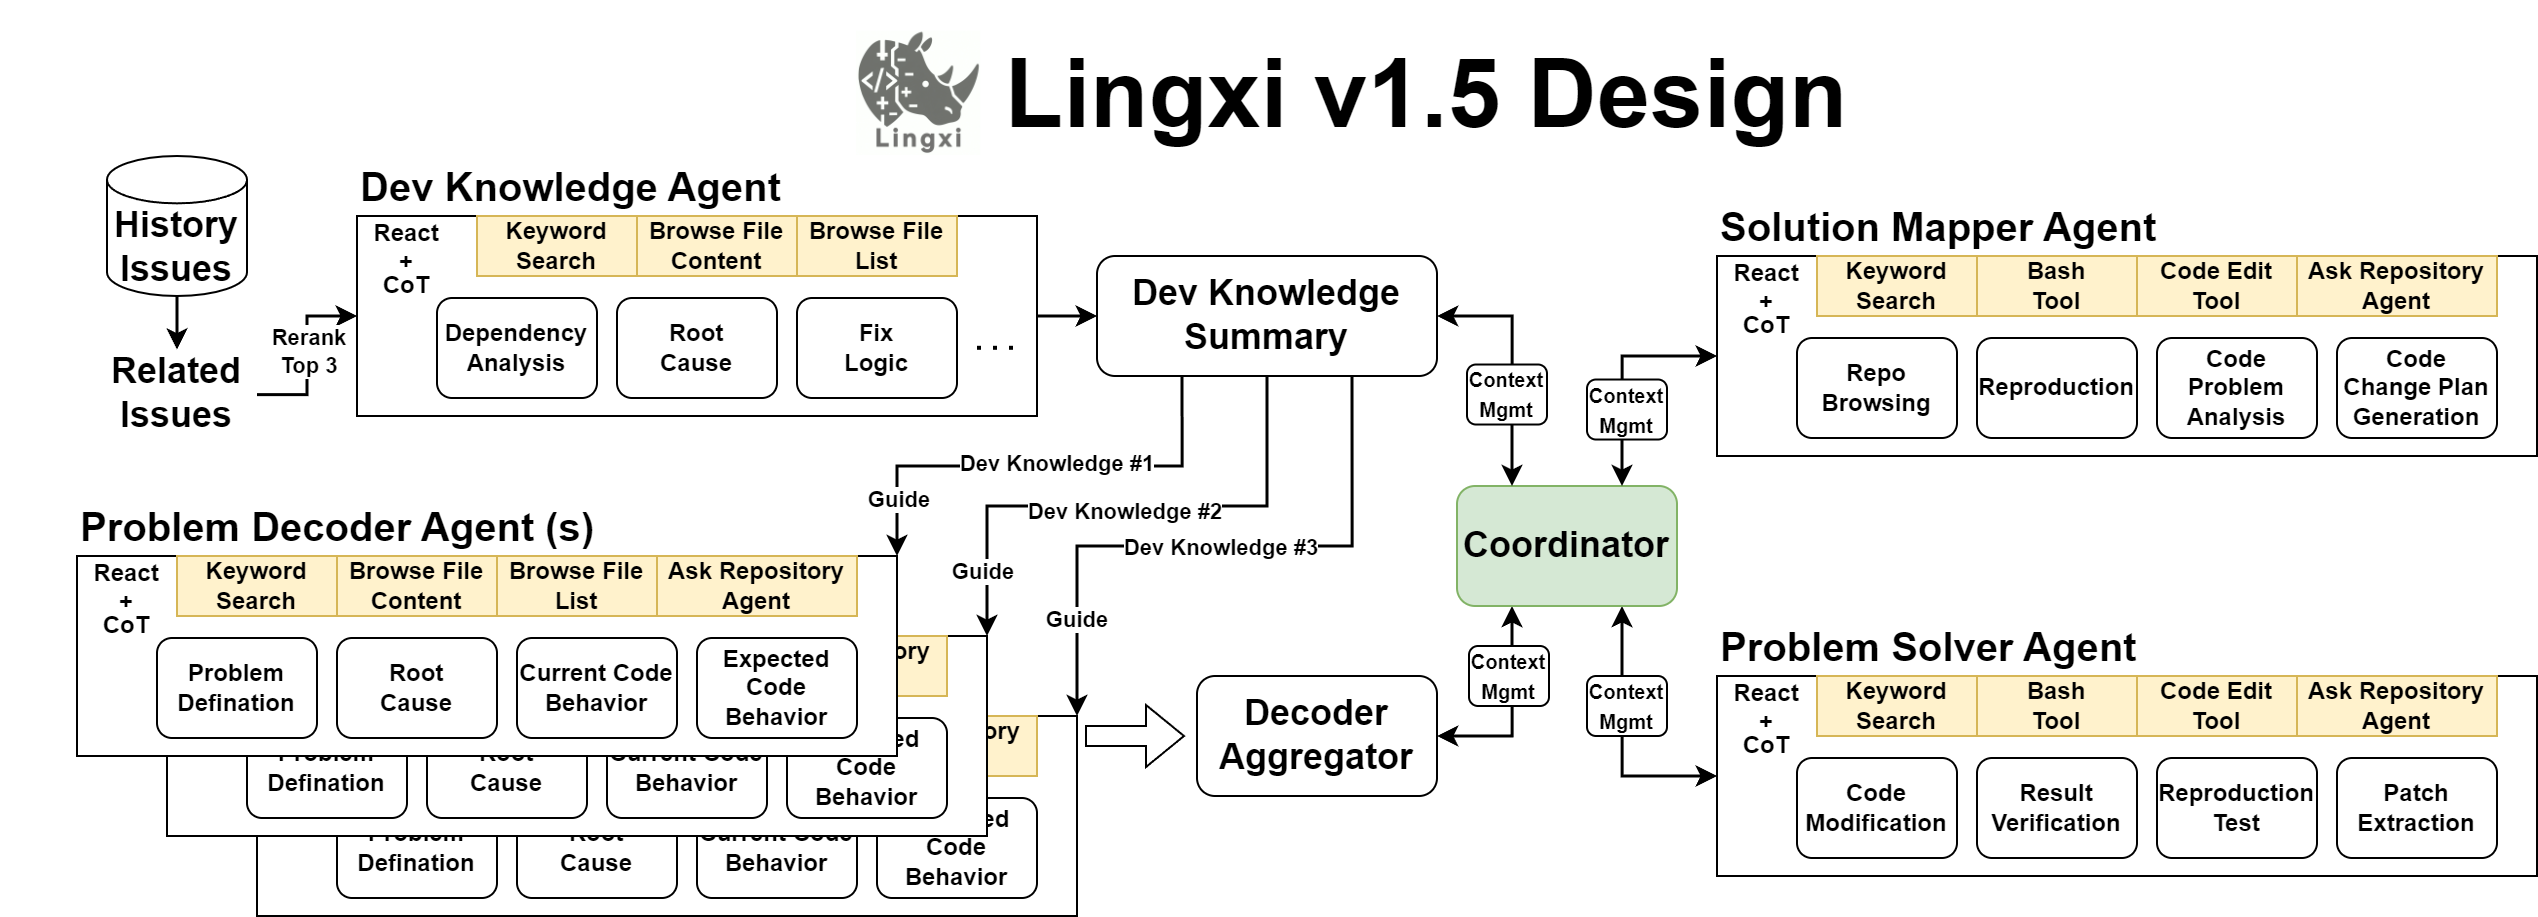 Lingxi
Lingxi v1.5 Design
History
Issues
Related
Issues
Rerank
Top 3
Dev Knowledge Agent
React
+
CoT
Keyword
Search
Browse File
Content
Browse File
List
Dependency
Analysis
Root
Cause
Fix
Logic
. . .
Dev Knowledge
Summary
Dev Knowledge #1
Guide
Dev Knowledge #2
Guide
Dev Knowledge #3
Guide
Problem Decoder Agent (s)
React
+
CoT
Keyword
Search
Browse File
Content
Browse File
List
Ask Repository
Agent
Problem
Defination
Root
Cause
Current Code
Behavior
Expected
Code
Behavior
ory
Problem
Defination
Root
Cause
Current Code
Behavior
ed
Code
Behavior
ory
Problem
Defination
Root
Cause
Current Code
Behavior
ed
Code
Behavior
Decoder
Aggregator
Context
Mgmt
Context
Mgmt
Coordinator
Context
Mgmt
Context
Mgmt
Solution Mapper Agent
React
+
CoT
Keyword
Search
Bash
Tool
Code Edit
Tool
Ask Repository
Agent
Repo
Browsing
Reproduction
Code
Problem
Analysis
Code
Change Plan
Generation
Problem Solver Agent
React
+
CoT
Keyword
Search
Bash
Tool
Code Edit
Tool
Ask Repository
Agent
Code
Modification
Result
Verification
Reproduction
Test
Patch
Extraction